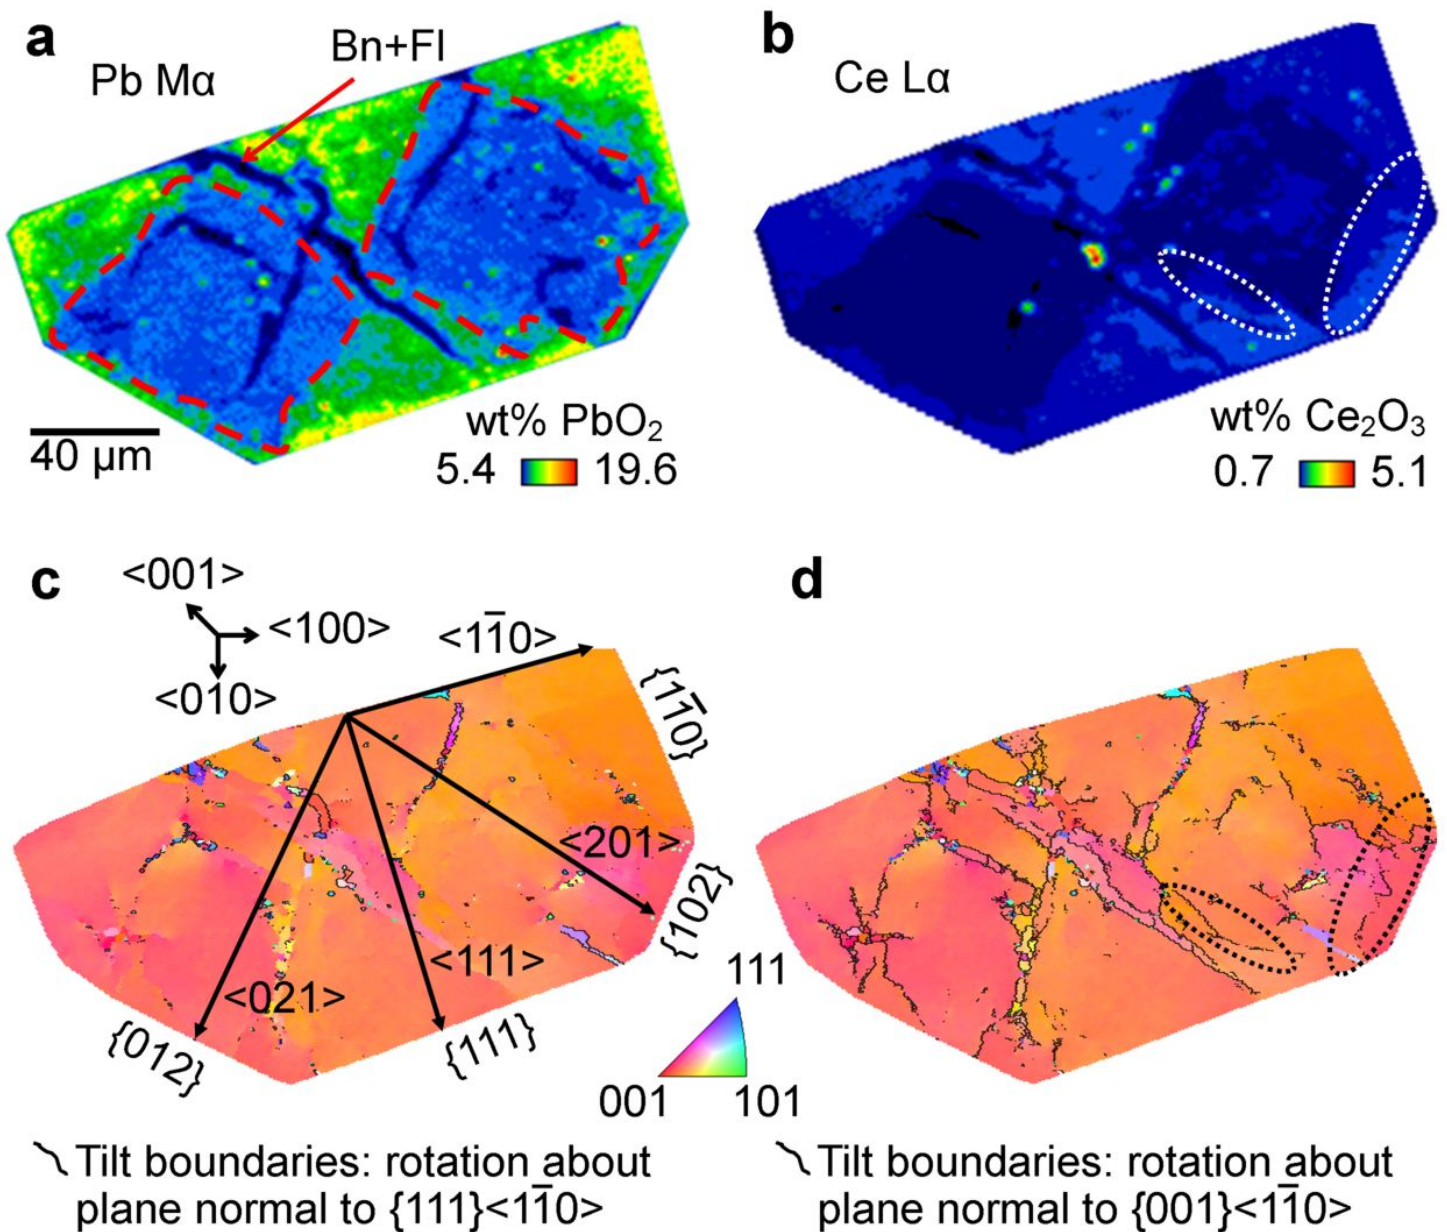 a
Pb Mα
Bn+Fl
40 µm
wt% PbO₂
5.4 19.6
b
Ce Lα
wt% Ce₂O₃
0.7 5.1
c
<001>
<100>
<010>
<11̅0>
{11̅0}
<201>
{102}
<111>
{111}
<021>
{012}
111
001 101
Tilt boundaries: rotation about
plane normal to {111}<11̅0>
d
Tilt boundaries: rotation about
plane normal to {001}<11̅0>